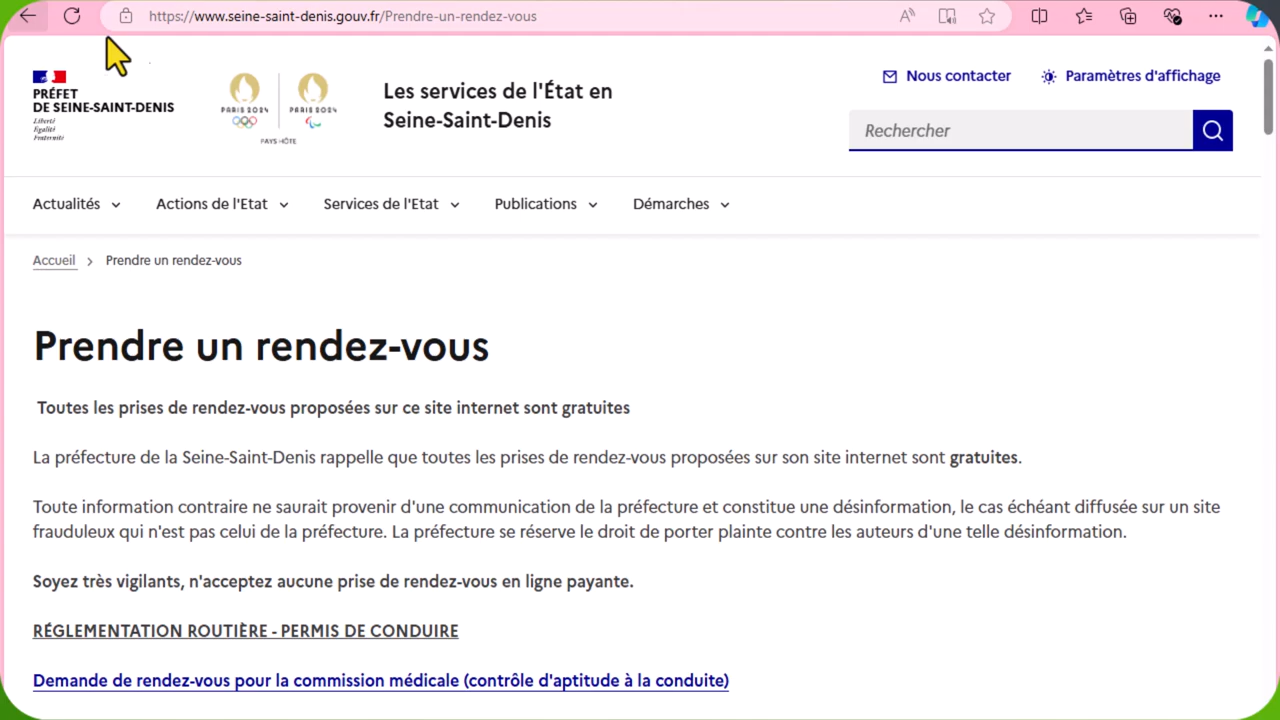 https://www.seine-saint-denis.gouv.fr/Prendre-un-rendez-vous
PRÉFET
DE SEINE-SAINT-DENIS
Liberté
Égalité
Fraternité
PARIS 2024
PARIS 2024
PAYS HÔTE
Les services de l'État en
Seine-Saint-Denis
Nous contacter
Paramètres d'affichage
Rechercher
Actualités
Actions de l'Etat
Services de l'Etat
Publications
Démarches
Accueil > Prendre un rendez-vous
Prendre un rendez-vous
Toutes les prises de rendez-vous proposées sur ce site internet sont gratuites
La préfecture de la Seine-Saint-Denis rappelle que toutes les prises de rendez-vous proposées sur son site internet sont gratuites.
Toute information contraire ne saurait provenir d'une communication de la préfecture et constitue une désinformation, le cas échéant diffusée sur un site
frauduleux qui n'est pas celui de la préfecture. La préfecture se réserve le droit de porter plainte contre les auteurs d'une telle désinformation.
Soyez très vigilants, n'acceptez aucune prise de rendez-vous en ligne payante.
RÉGLEMENTATION ROUTIÈRE - PERMIS DE CONDUIRE
Demande de rendez-vous pour la commission médicale (contrôle d'aptitude à la conduite)